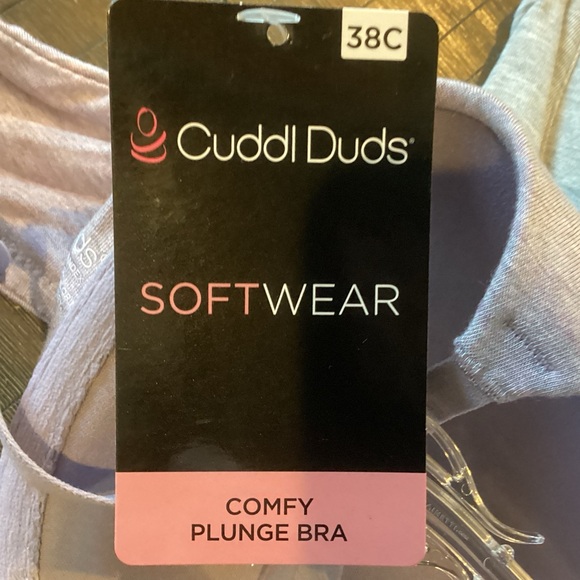 38C
Cuddl Duds®
SOFTWEAR
COMFY
PLUNGE BRA